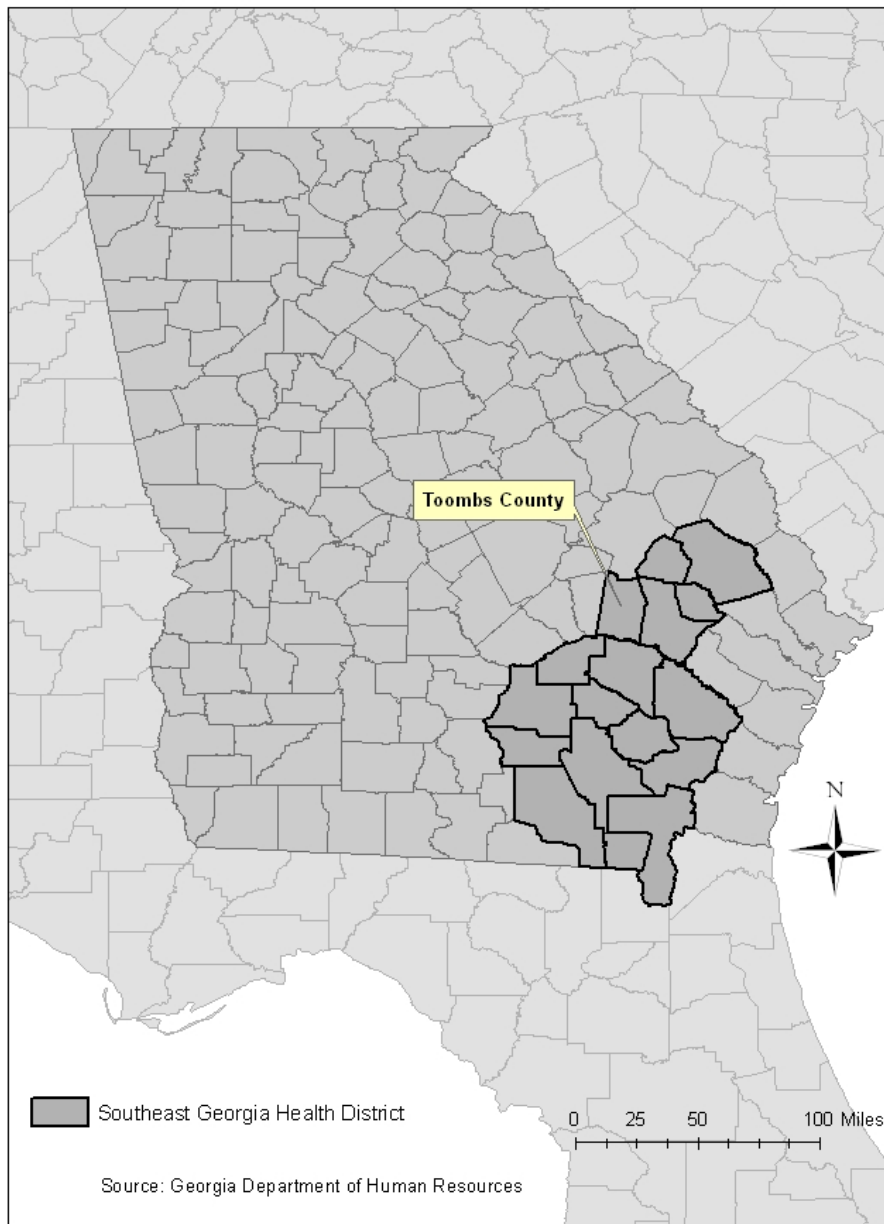 Toombs County
N
Southeast Georgia Health District
0 25 50 100 Miles
Source: Georgia Department of Human Resources